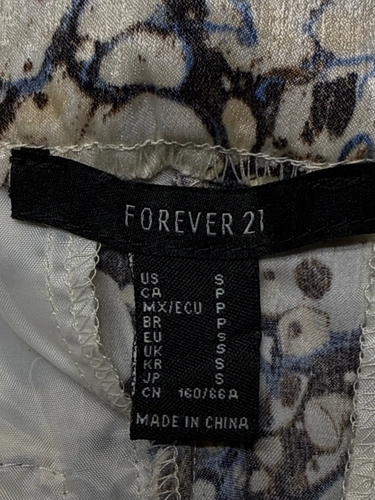 FOREVER 21
US S
CA P
MX/ECU P
BR P
EU S
UK S
KR S
JP S
CN 160/66A
MADE IN CHINA